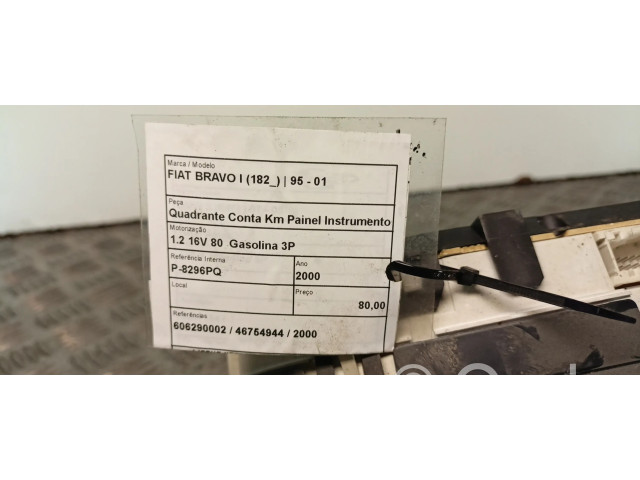 Marca / Modelo
FIAT BRAVO I (182_) | 95 - 01
Peça
Quadrante Conta Km Painel Instrumento
Motorização
1.2 16V 80 Gasolina 3P
Referência Interna Ano
P-8296PQ 2000
Local Preço
80,00
Referências
606290002 / 46754944 / 2000